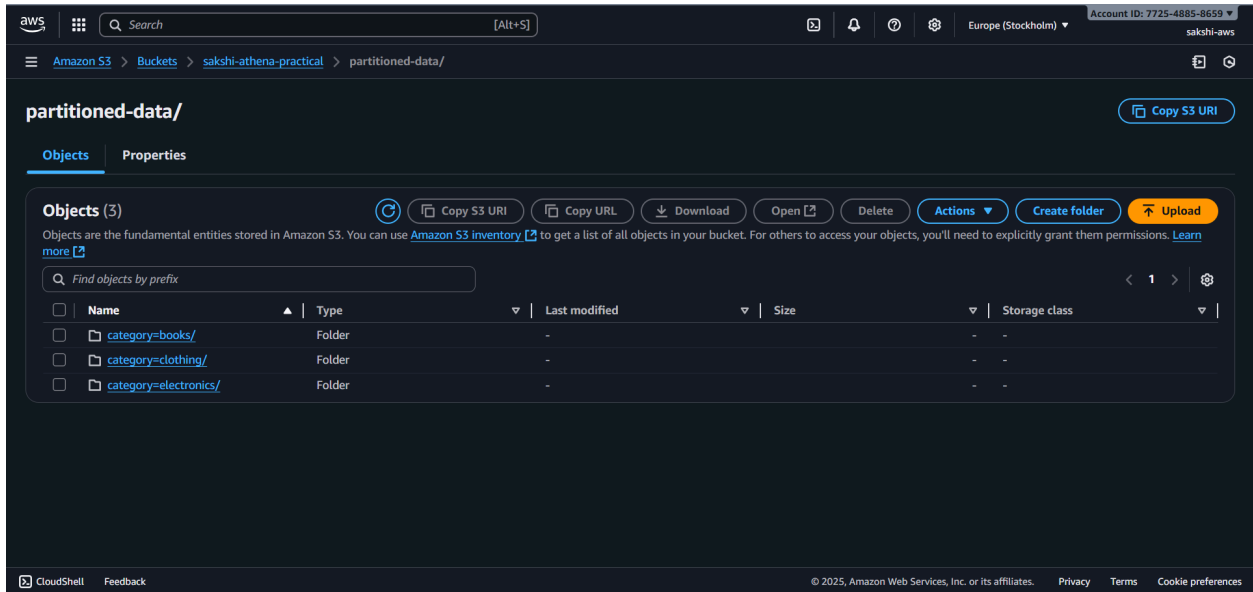 aws
Search [Alt+S] Europe (Stockholm) ▼ Account ID: 7725-4885-8659 ▼
sakshi-aws
Amazon S3 > Buckets > sakshi-athena-practical > partitioned-data/
partitioned-data/ Copy S3 URI
Objects Properties
Objects (3) Copy S3 URI Copy URL Download Open Delete Actions ▼ Create folder Upload
Objects are the fundamental entities stored in Amazon S3. You can use Amazon S3 inventory to get a list of all objects in your bucket. For others to access your objects, you'll need to explicitly grant them permissions. Learn
more
Find objects by prefix < 1 >
Name Type Last modified Size Storage class
category=books/ Folder - - -
category=clothing/ Folder - - -
category=electronics/ Folder - - -
CloudShell Feedback © 2025, Amazon Web Services, Inc. or its affiliates. Privacy Terms Cookie preferences